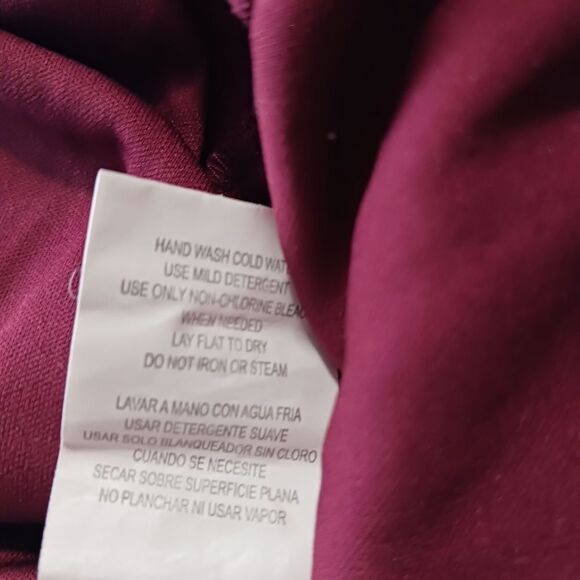 HAND WASH COLD WAT
USE MILD DETERGENT
USE ONLY NON-CHLORINE BLEAC
WHEN NEEDED
LAY FLAT TO DRY
DO NOT IRON OR STEAM
LAVAR A MANO CON AGUA FRIA
USAR DETERGENTE SUAVE
USAR SOLO BLANQUEADOR SIN CLORO
CUANDO SE NECESITE
SECAR SOBRE SUPERFICIE PLANA
NO PLANCHAR NI USAR VAPOR